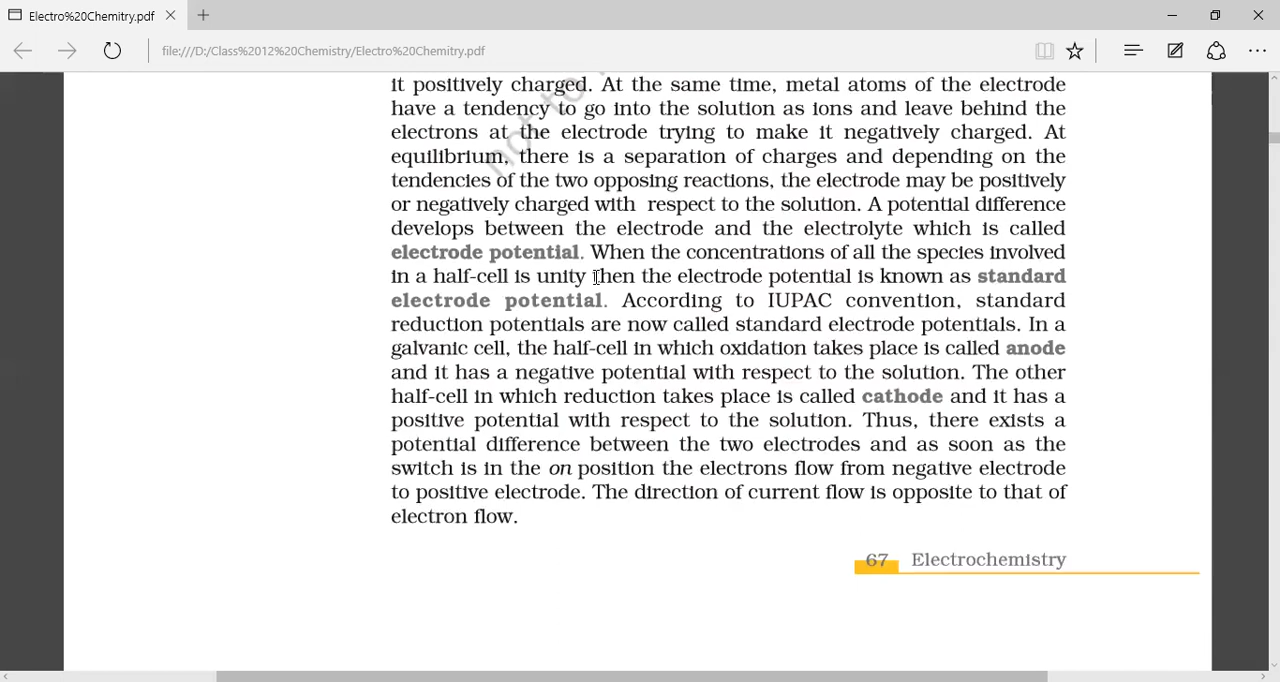 Electro%20Chemitry.pdf
file:///D:/Class%2012%20Chemistry/Electro%20Chemitry.pdf
it positively charged. At the same time, metal atoms of the electrode
have a tendency to go into the solution as ions and leave behind the
electrons at the electrode trying to make it negatively charged. At
equilibrium, there is a separation of charges and depending on the
tendencies of the two opposing reactions, the electrode may be positively
or negatively charged with respect to the solution. A potential difference
develops between the electrode and the electrolyte which is called
electrode potential. When the concentrations of all the species involved
in a half-cell is unity then the electrode potential is known as standard
electrode potential. According to IUPAC convention, standard
reduction potentials are now called standard electrode potentials. In a
galvanic cell, the half-cell in which oxidation takes place is called anode
and it has a negative potential with respect to the solution. The other
half-cell in which reduction takes place is called cathode and it has a
positive potential with respect to the solution. Thus, there exists a
potential difference between the two electrodes and as soon as the
switch is in the on position the electrons flow from negative electrode
to positive electrode. The direction of current flow is opposite to that of
electron flow.
67 Electrochemistry
not to